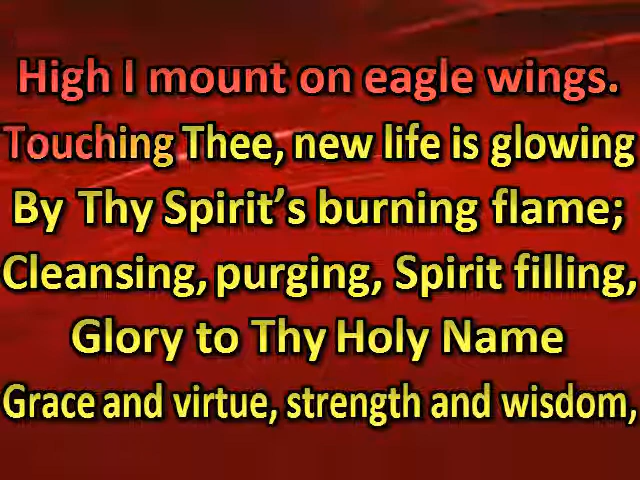 High I mount on eagle wings.
Touching Thee, new life is glowing
By Thy Spirit’s burning flame;
Cleansing, purging, Spirit filling,
Glory to Thy Holy Name
Grace and virtue, strength and wisdom,